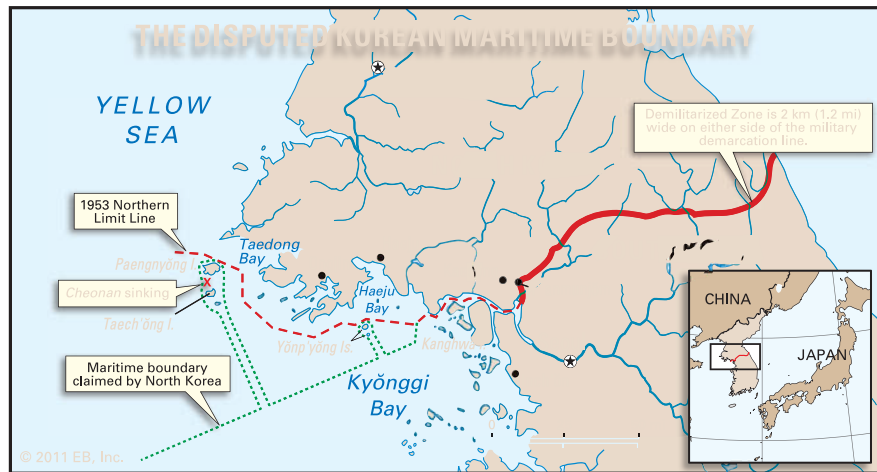 THE DISPUTED KOREAN MARITIME BOUNDARY
YELLOW
SEA
Demilitarized Zone is 2 km (1.2 mi)
wide on either side of the military
demarcation line.
1953 Northern
Limit Line
Taedong
Bay
Paengnyŏng I.
Cheonan sinking
Haeju
Bay
Taech'ŏng I.
Yŏnp'yŏng Is.
Kanghwa I.
Maritime boundary
claimed by North Korea
Kyŏnggi
Bay
CHINA
JAPAN
0
© 2011 EB, Inc.